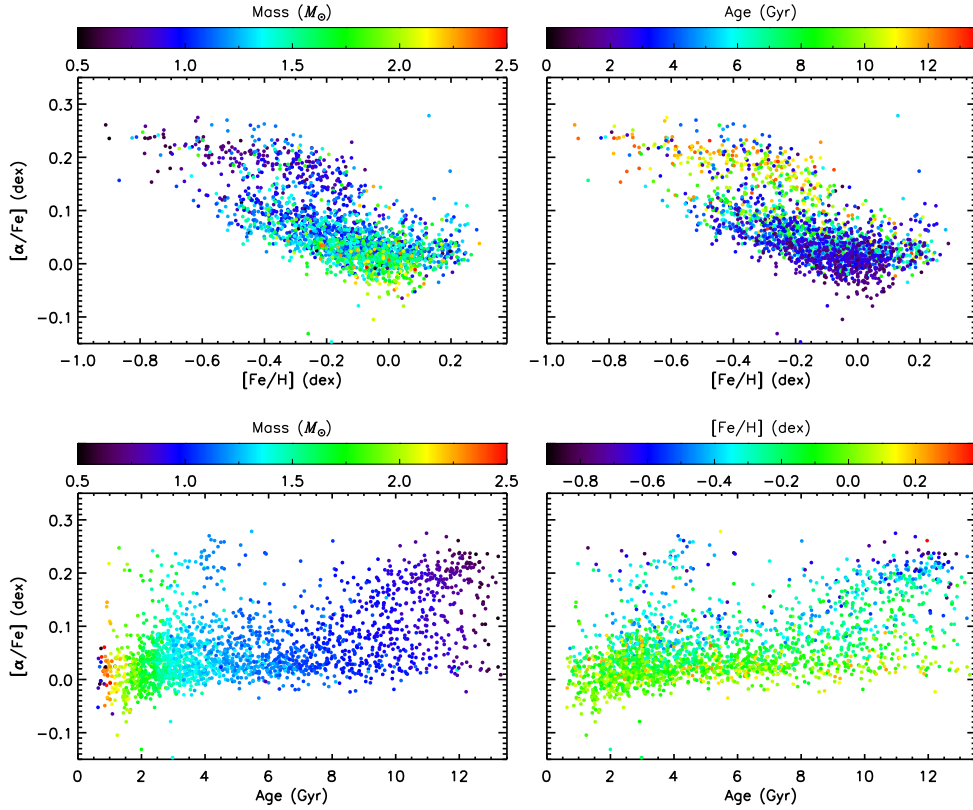 Mass (M⊙) Age (Gyr)
0.5 1.0 1.5 2.0 2.5 0 2 4 6 8 10 12
0.3
0.2
0.1
0.0
−0.1
[α/Fe] (dex)
−1.0 −0.8 −0.6 −0.4 −0.2 0.0 0.2 −1.0 −0.8 −0.6 −0.4 −0.2 0.0 0.2
[Fe/H] (dex) [Fe/H] (dex)
Mass (M⊙) [Fe/H] (dex)
0.5 1.0 1.5 2.0 2.5 −0.8 −0.6 −0.4 −0.2 0.0 0.2
0.3
0.2
0.1
0.0
−0.1
[α/Fe] (dex)
0 2 4 6 8 10 12 0 2 4 6 8 10 12
Age (Gyr) Age (Gyr)